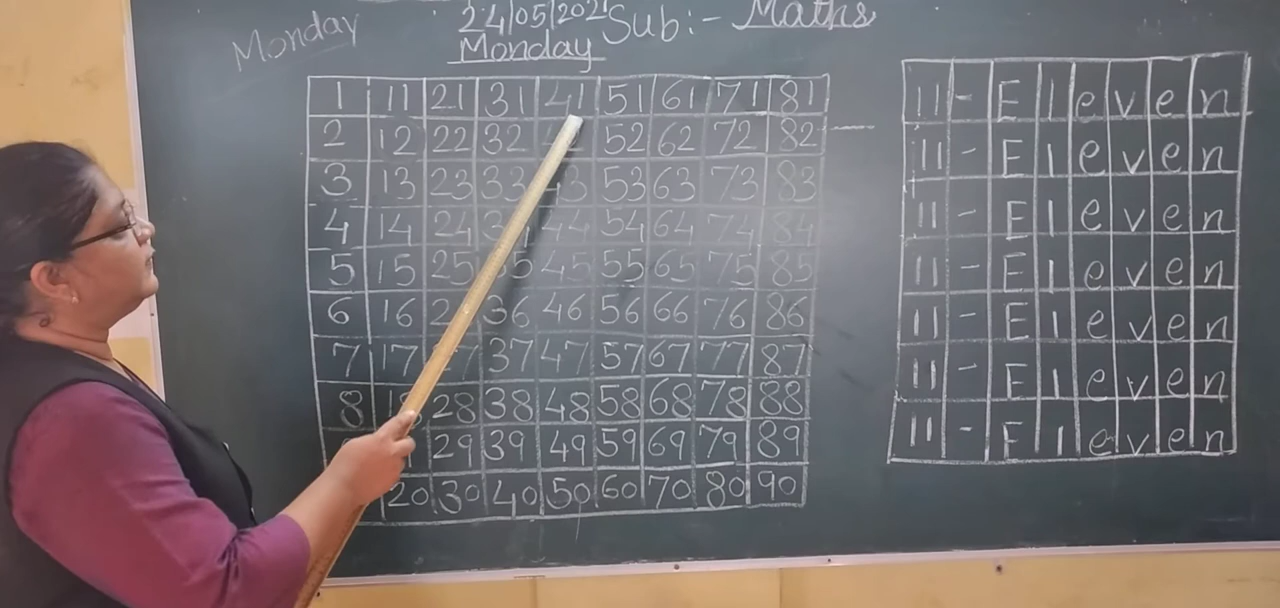 Monday
24/05/2021 Sub:- Maths
Monday
1 11 21 31 41 51 61 71 81
2 12 22 32 52 62 72 82
3 13 23 33 43 53 63 73 83
4 14 24 34 44 54 64 74 84
5 15 25 35 45 55 65 75 85
6 16 36 46 56 66 76 86
7 17 37 47 57 67 77 87
8 18 28 38 48 58 68 78 88
29 39 49 59 69 79 89
20 30 40 50 60 70 80 90
11 - Eleven
11 - Eleven
11 - Eleven
11 - Eleven
11 - Eleven
11 - Eleven
11 - Eleven